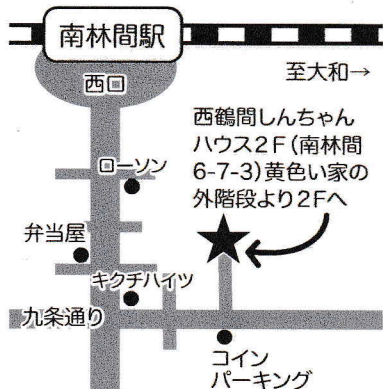 南林間駅
至大和→
西口
西鶴間しんちゃん
ハウス2F(南林間
6-7-3)黄色い家の
外階段より2Fへ
ローソン
弁当屋
キクチハイツ
九条通り
コイン
パーキング